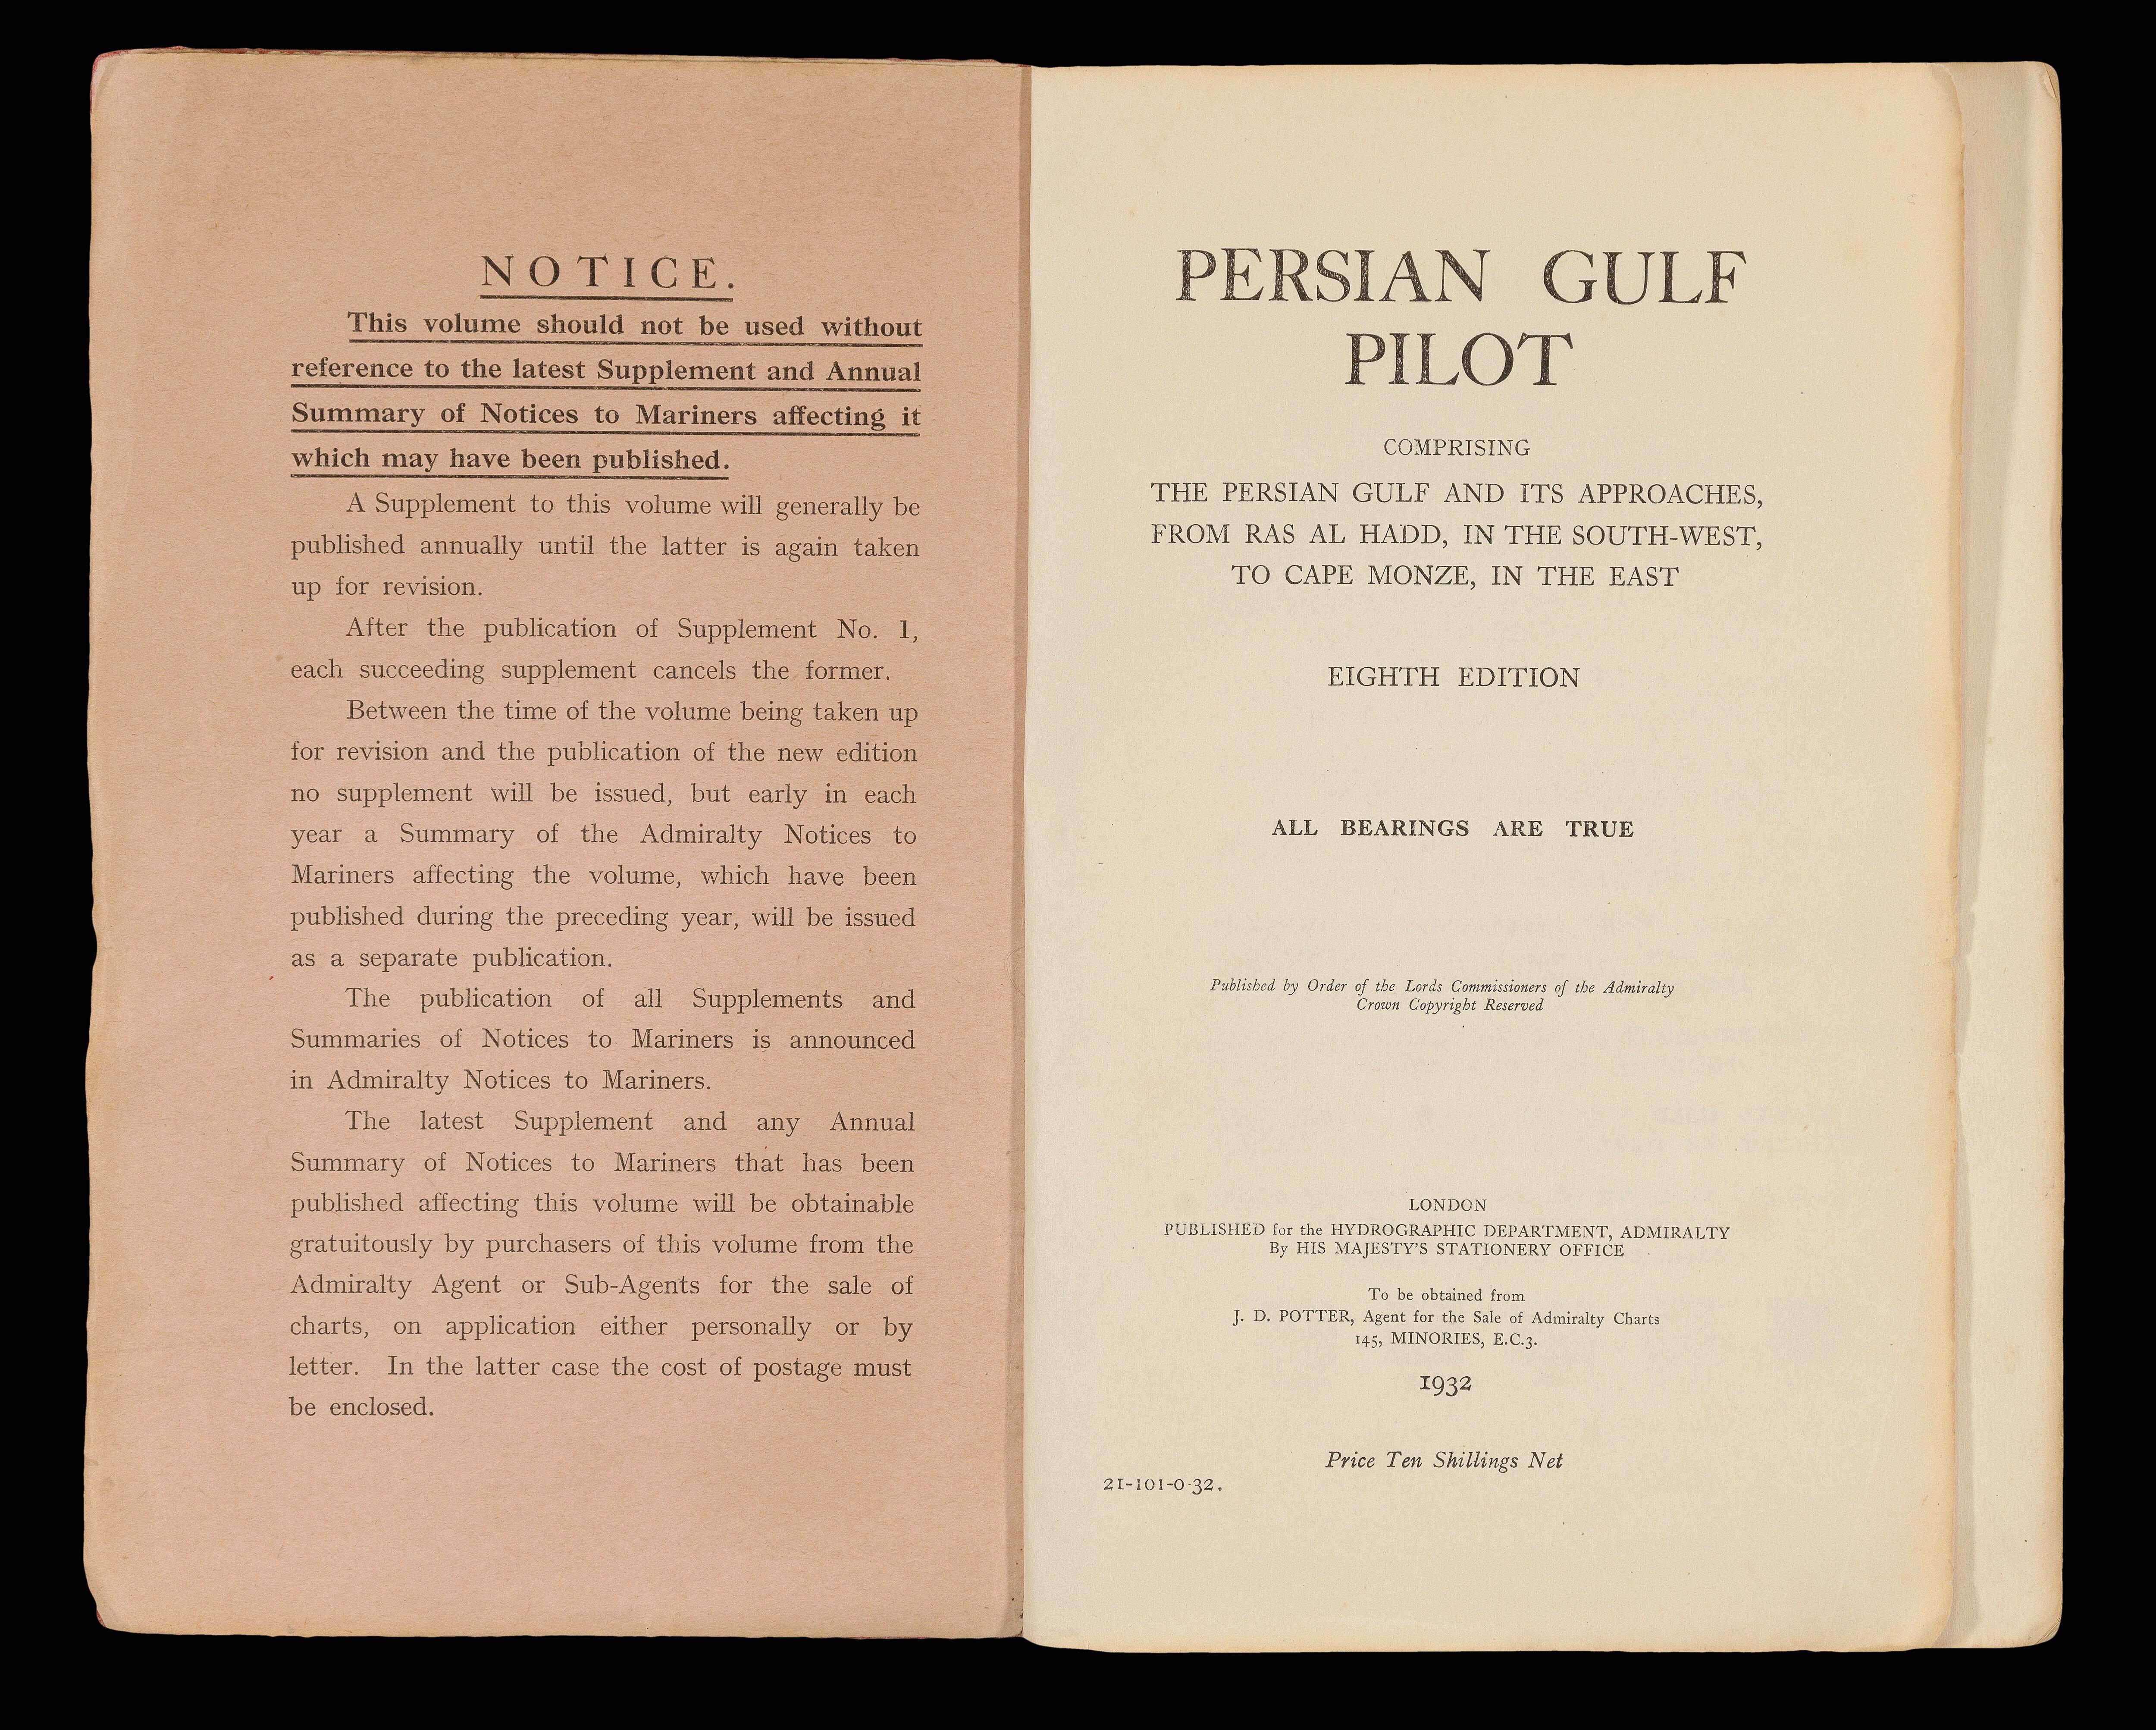 NOTICE.
This volume should not be used without
reference to the latest Supplement and Annual
Summary of Notices to Mariners affecting it
which may have been published.
A Supplement to this volume will generally be
published annually until the latter is again taken
up for revision.
After the publication of Supplement No. 1,
each succeeding supplement cancels the former.
Between the time of the volume being taken up
for revision and the publication of the new edition
no supplement will be issued, but early in each
year a Summary of the Admiralty Notices to
Mariners affecting the volume, which have been
published during the preceding year, will be issued
as a separate publication.
The publication of all Supplements and
Summaries of Notices to Mariners is announced
in Admiralty Notices to Mariners.
The latest Supplement and any Annual
Summary of Notices to Mariners that has been
published affecting this volume will be obtainable
gratuitously by purchasers of this volume from the
Admiralty Agent or Sub-Agents for the sale of
charts, on application either personally or by
letter. In the latter case the cost of postage must
be enclosed.
PERSIAN GULF
PILOT
COMPRISING
THE PERSIAN GULF AND ITS APPROACHES,
FROM RAS AL HADD, IN THE SOUTH-WEST,
TO CAPE MONZE, IN THE EAST
EIGHTH EDITION
ALL BEARINGS ARE TRUE
Published by Order of the Lords Commissioners of the Admiralty
Crown Copyright Reserved
LONDON
PUBLISHED for the HYDROGRAPHIC DEPARTMENT, ADMIRALTY
By HIS MAJESTY'S STATIONERY OFFICE
To be obtained from
J. D. POTTER, Agent for the Sale of Admiralty Charts
145, MINORIES, E.C.3.
1932
Price Ten Shillings Net
21-101-0-32.